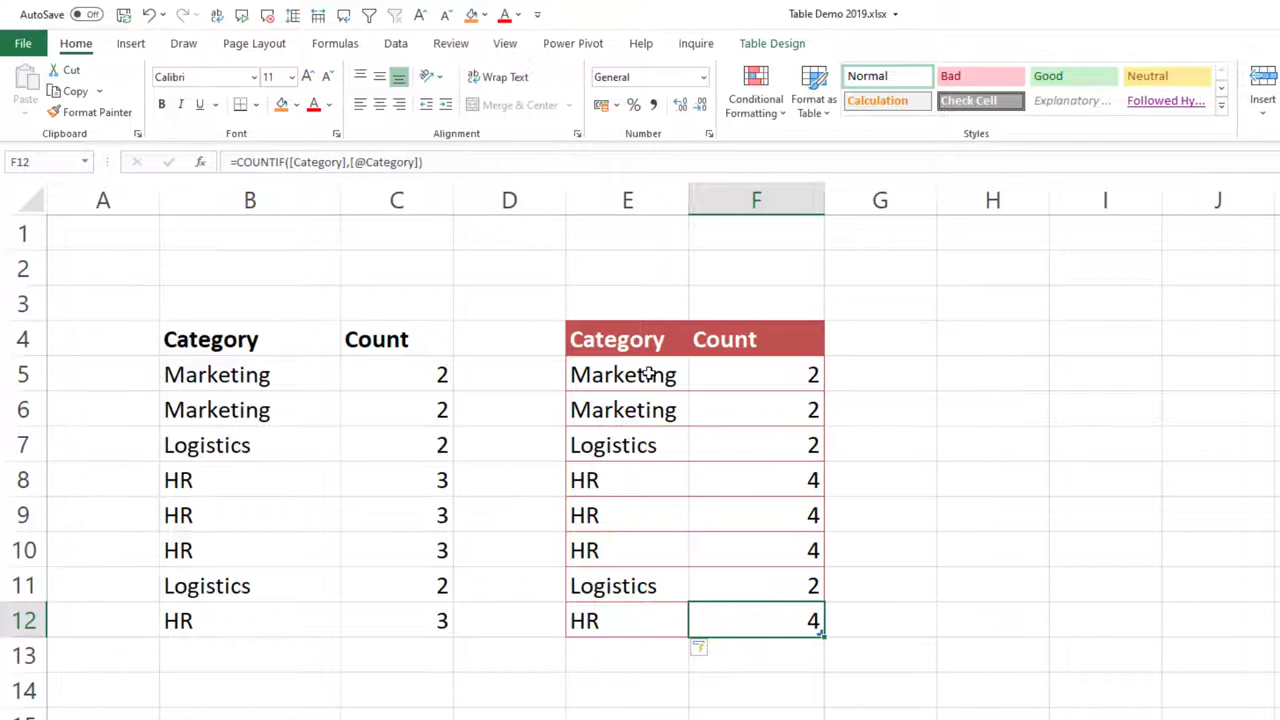 AutoSave Off Table Demo 2019.xlsx
File Home Insert Draw Page Layout Formulas Data Review View Power Pivot Help Inquire Table Design
Paste Cut Copy Format Painter
Calibri 11
B I U
Wrap Text
Merge & Center
General
Conditional Formatting
Format as Table
Normal Bad Good Neutral
Calculation Check Cell Explanatory ... Followed Hy...
Insert
Clipboard Font Alignment Number Styles
F12 fx =COUNTIF([Category],[@Category])
A B C D E F G H I J
1
2
3
4 Category Count Category Count
5 Marketing 2 Marketing 2
6 Marketing 2 Marketing 2
7 Logistics 2 Logistics 2
8 HR 3 HR 4
9 HR 3 HR 4
10 HR 3 HR 4
11 Logistics 2 Logistics 2
12 HR 3 HR 4
13
14